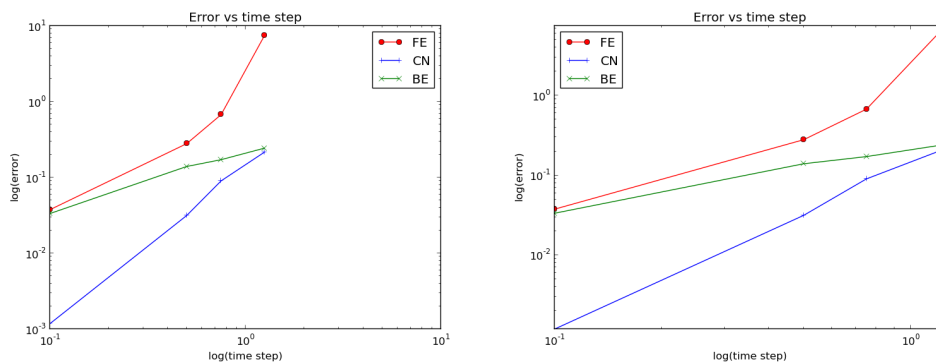 Error vs time step
10^1
10^0
10^-1
10^-2
10^-3
log(error)
FE
CN
BE
10^-1
10^0
10^1
log(time step)
Error vs time step
10^0
10^-1
10^-2
log(error)
FE
CN
BE
10^-1
10^0
log(time step)